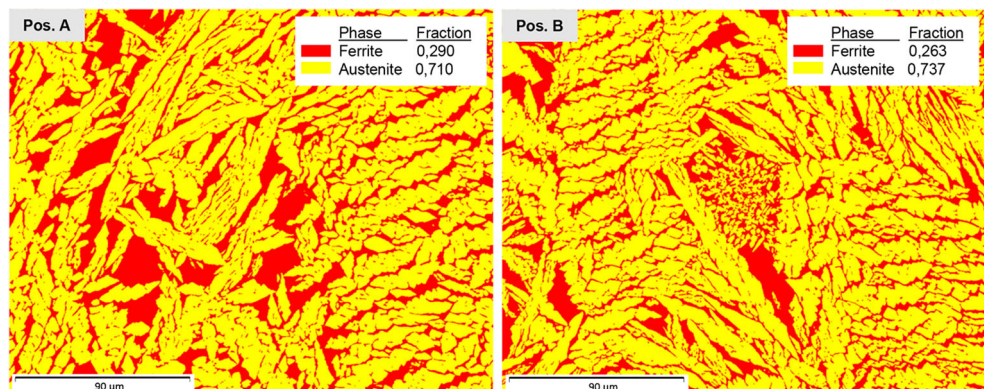 Pos. A
Phase Fraction
Ferrite 0,290
Austenite 0,710
90 µm
Pos. B
Phase Fraction
Ferrite 0,263
Austenite 0,737
90 µm